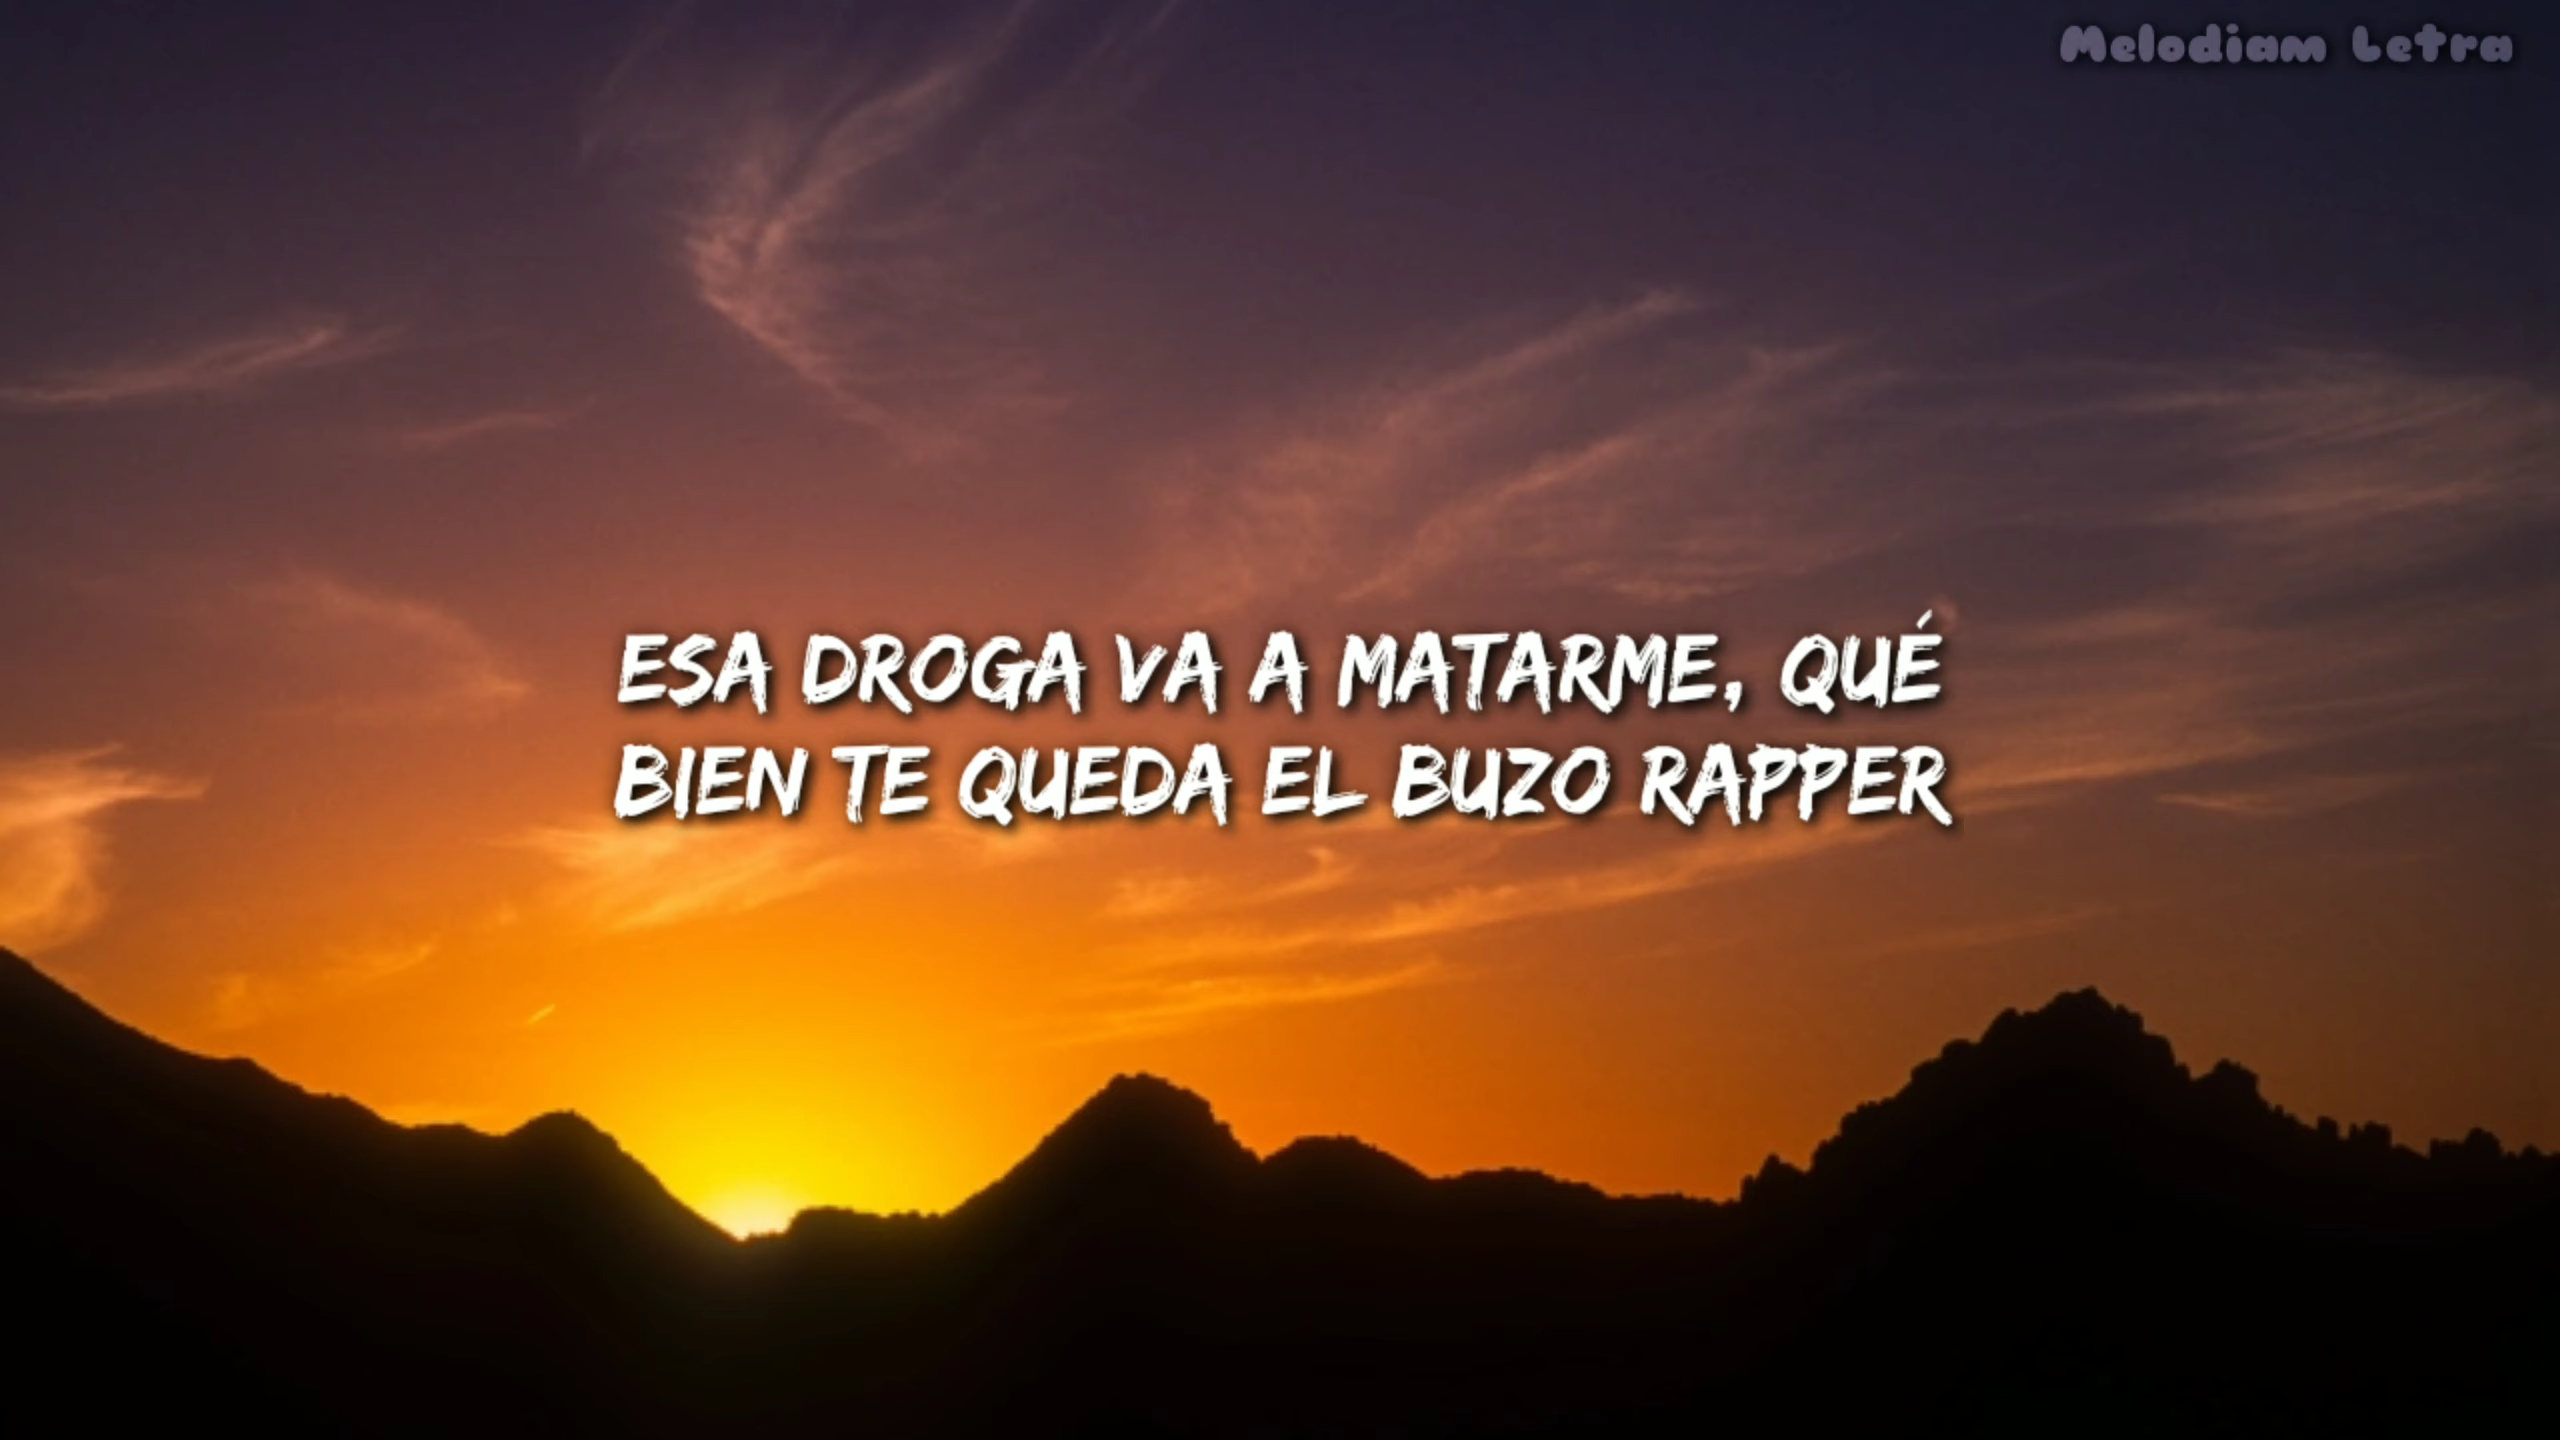 Melodiam Letra
ESA DROGA VA A MATARME, QUÉ
BIEN TE QUEDA EL BUZO RAPPER